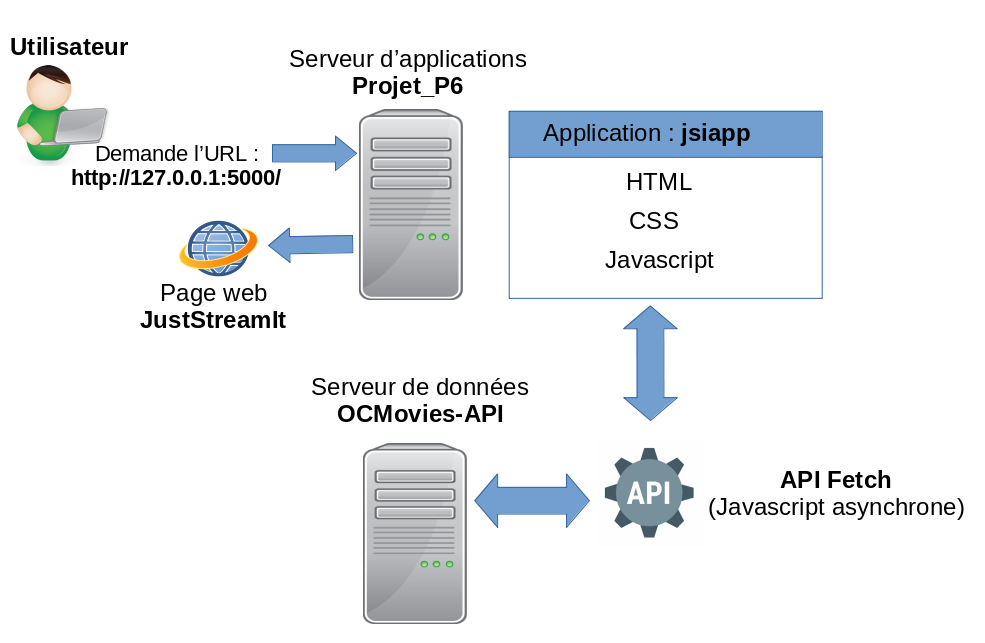 Utilisateur
Serveur d’applications
Projet_P6
Demande l’URL :
http://127.0.0.1:5000/
Page web
JustStreamIt
Application : jsiapp
HTML
CSS
Javascript
Serveur de données
OCMovies-API
API
API Fetch
(Javascript asynchrone)